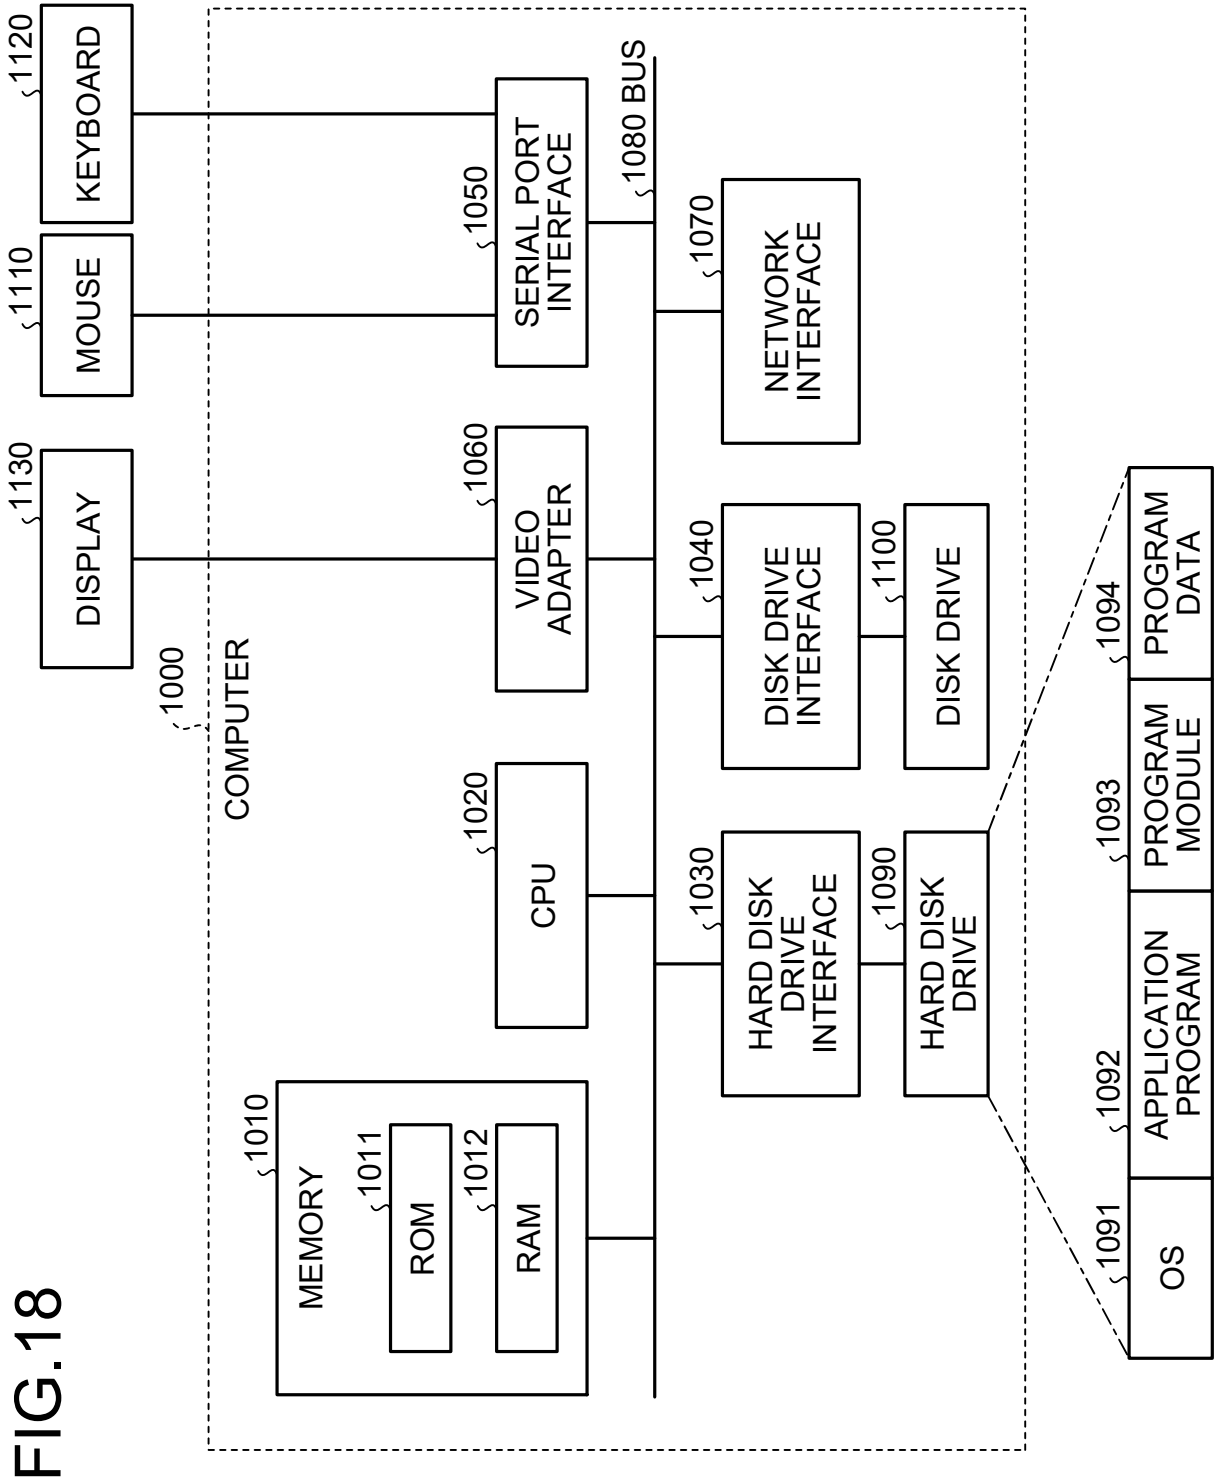 FIG.18
1000
COMPUTER
1010
MEMORY
1011
ROM
1012
RAM
1020
CPU
1130
DISPLAY
1060
VIDEO
ADAPTER
1110
MOUSE
1120
KEYBOARD
1050
SERIAL PORT
INTERFACE
1080 BUS
1030
HARD DISK
DRIVE
INTERFACE
1090
HARD DISK
DRIVE
1040
DISK DRIVE
INTERFACE
1100
DISK DRIVE
1070
NETWORK
INTERFACE
1091
OS
1092
APPLICATION
PROGRAM
1093
PROGRAM
MODULE
1094
PROGRAM
DATA